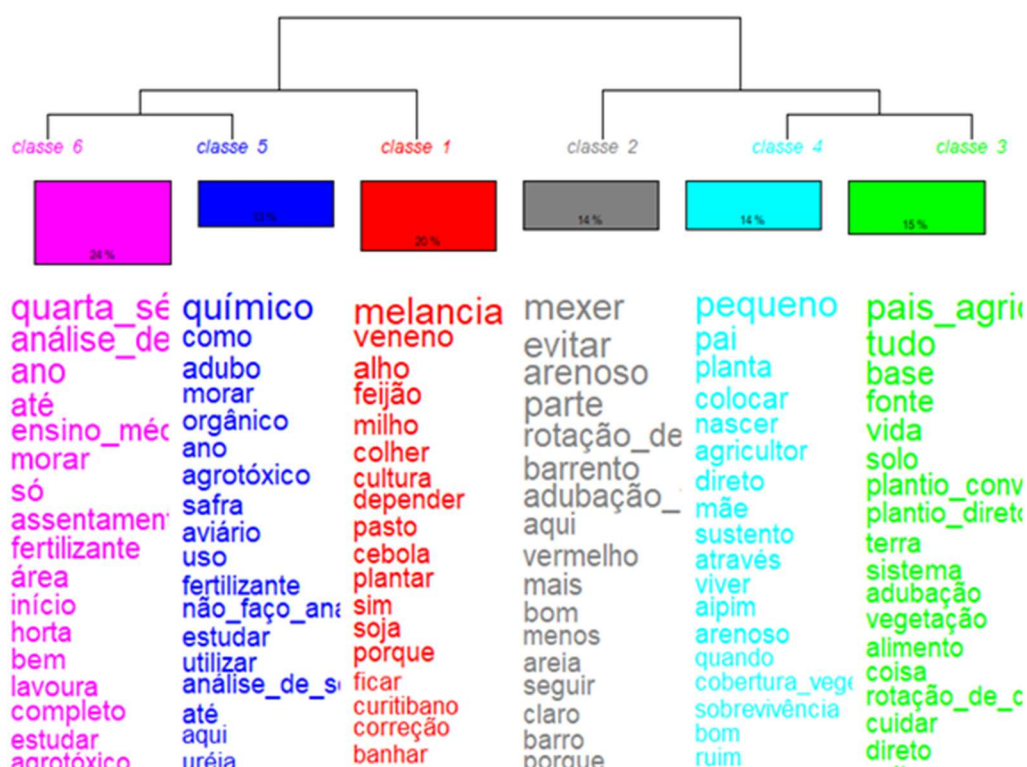 classe 6
classe 5
classe 1
classe 2
classe 4
classe 3
24 %
13 %
20 %
14 %
14 %
15 %
quarta_sé
análise_de
ano
até
ensino_méd
morar
só
assentamen
fertilizante
área
início
horta
bem
lavoura
completo
estudar
agrotóxico
químico
como
adubo
morar
orgânico
ano
agrotóxico
safra
aviário
uso
fertilizante
não_faço_aná
estudar
utilizar
análise_de_so
até
aqui
uréia
melancia
veneno
alho
feijão
milho
colher
cultura
depender
pasto
cebola
plantar
sim
soja
porque
ficar
curitibano
correção
banhar
mexer
evitar
arenoso
parte
rotação_de
barrento
adubação_
aqui
vermelho
mais
bom
menos
areia
seguir
claro
barro
porque
pequeno
pai
planta
colocar
nascer
agricultor
direto
mãe
sustento
através
viver
aipim
arenoso
quando
cobertura_vege
sobrevivência
bom
ruim
pais_agric
tudo
base
fonte
vida
solo
plantio_conv
plantio_direto
terra
sistema
adubação
vegetação
alimento
coisa
rotação_de_c
cuidar
direto